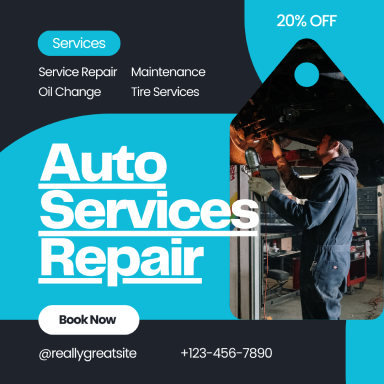 20% OFF
Services
Service Repair
Maintenance
Oil Change
Tire Services
Auto
Services
Repair
Book Now
@reallygreatsite
+123-456-7890